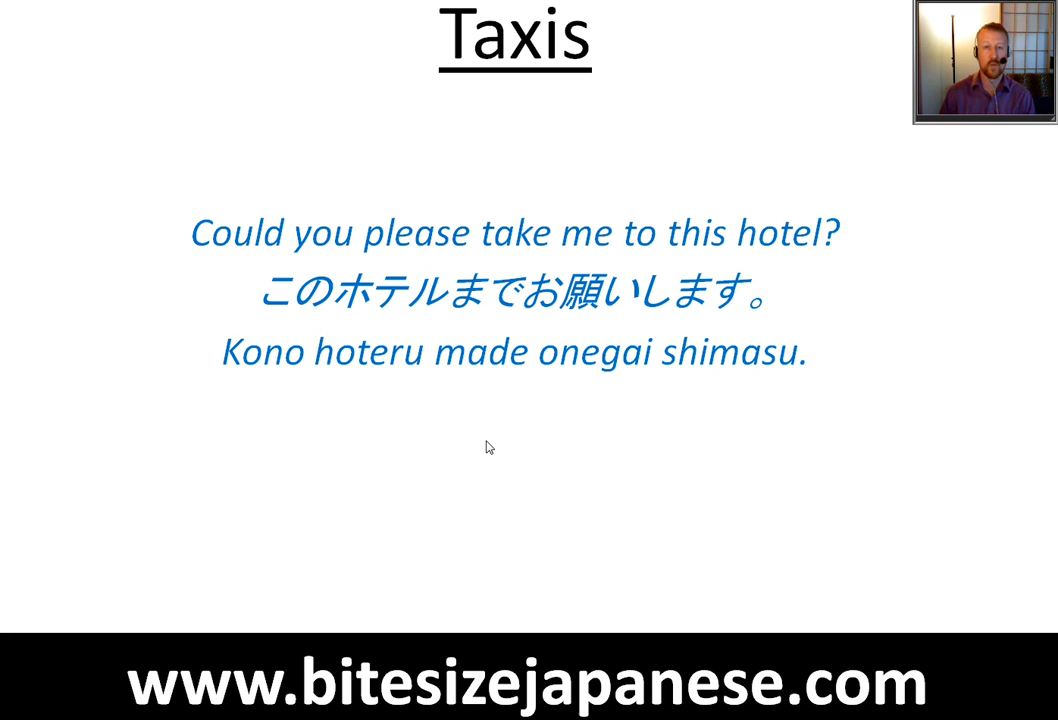 Taxis
Could you please take me to this hotel?
このホテルまでお願いします。
Kono hoteru made onegai shimasu.
www.bitesizejapanese.com